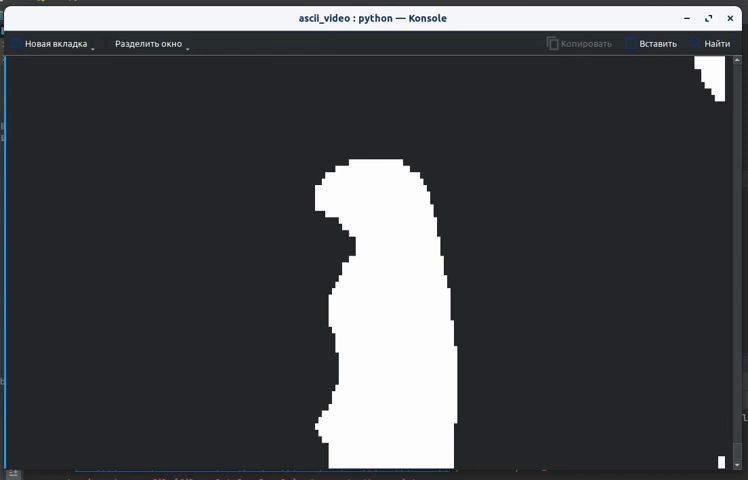 ascii_video : python — Konsole
Новая вкладка Разделить окно Копировать Вставить Найти